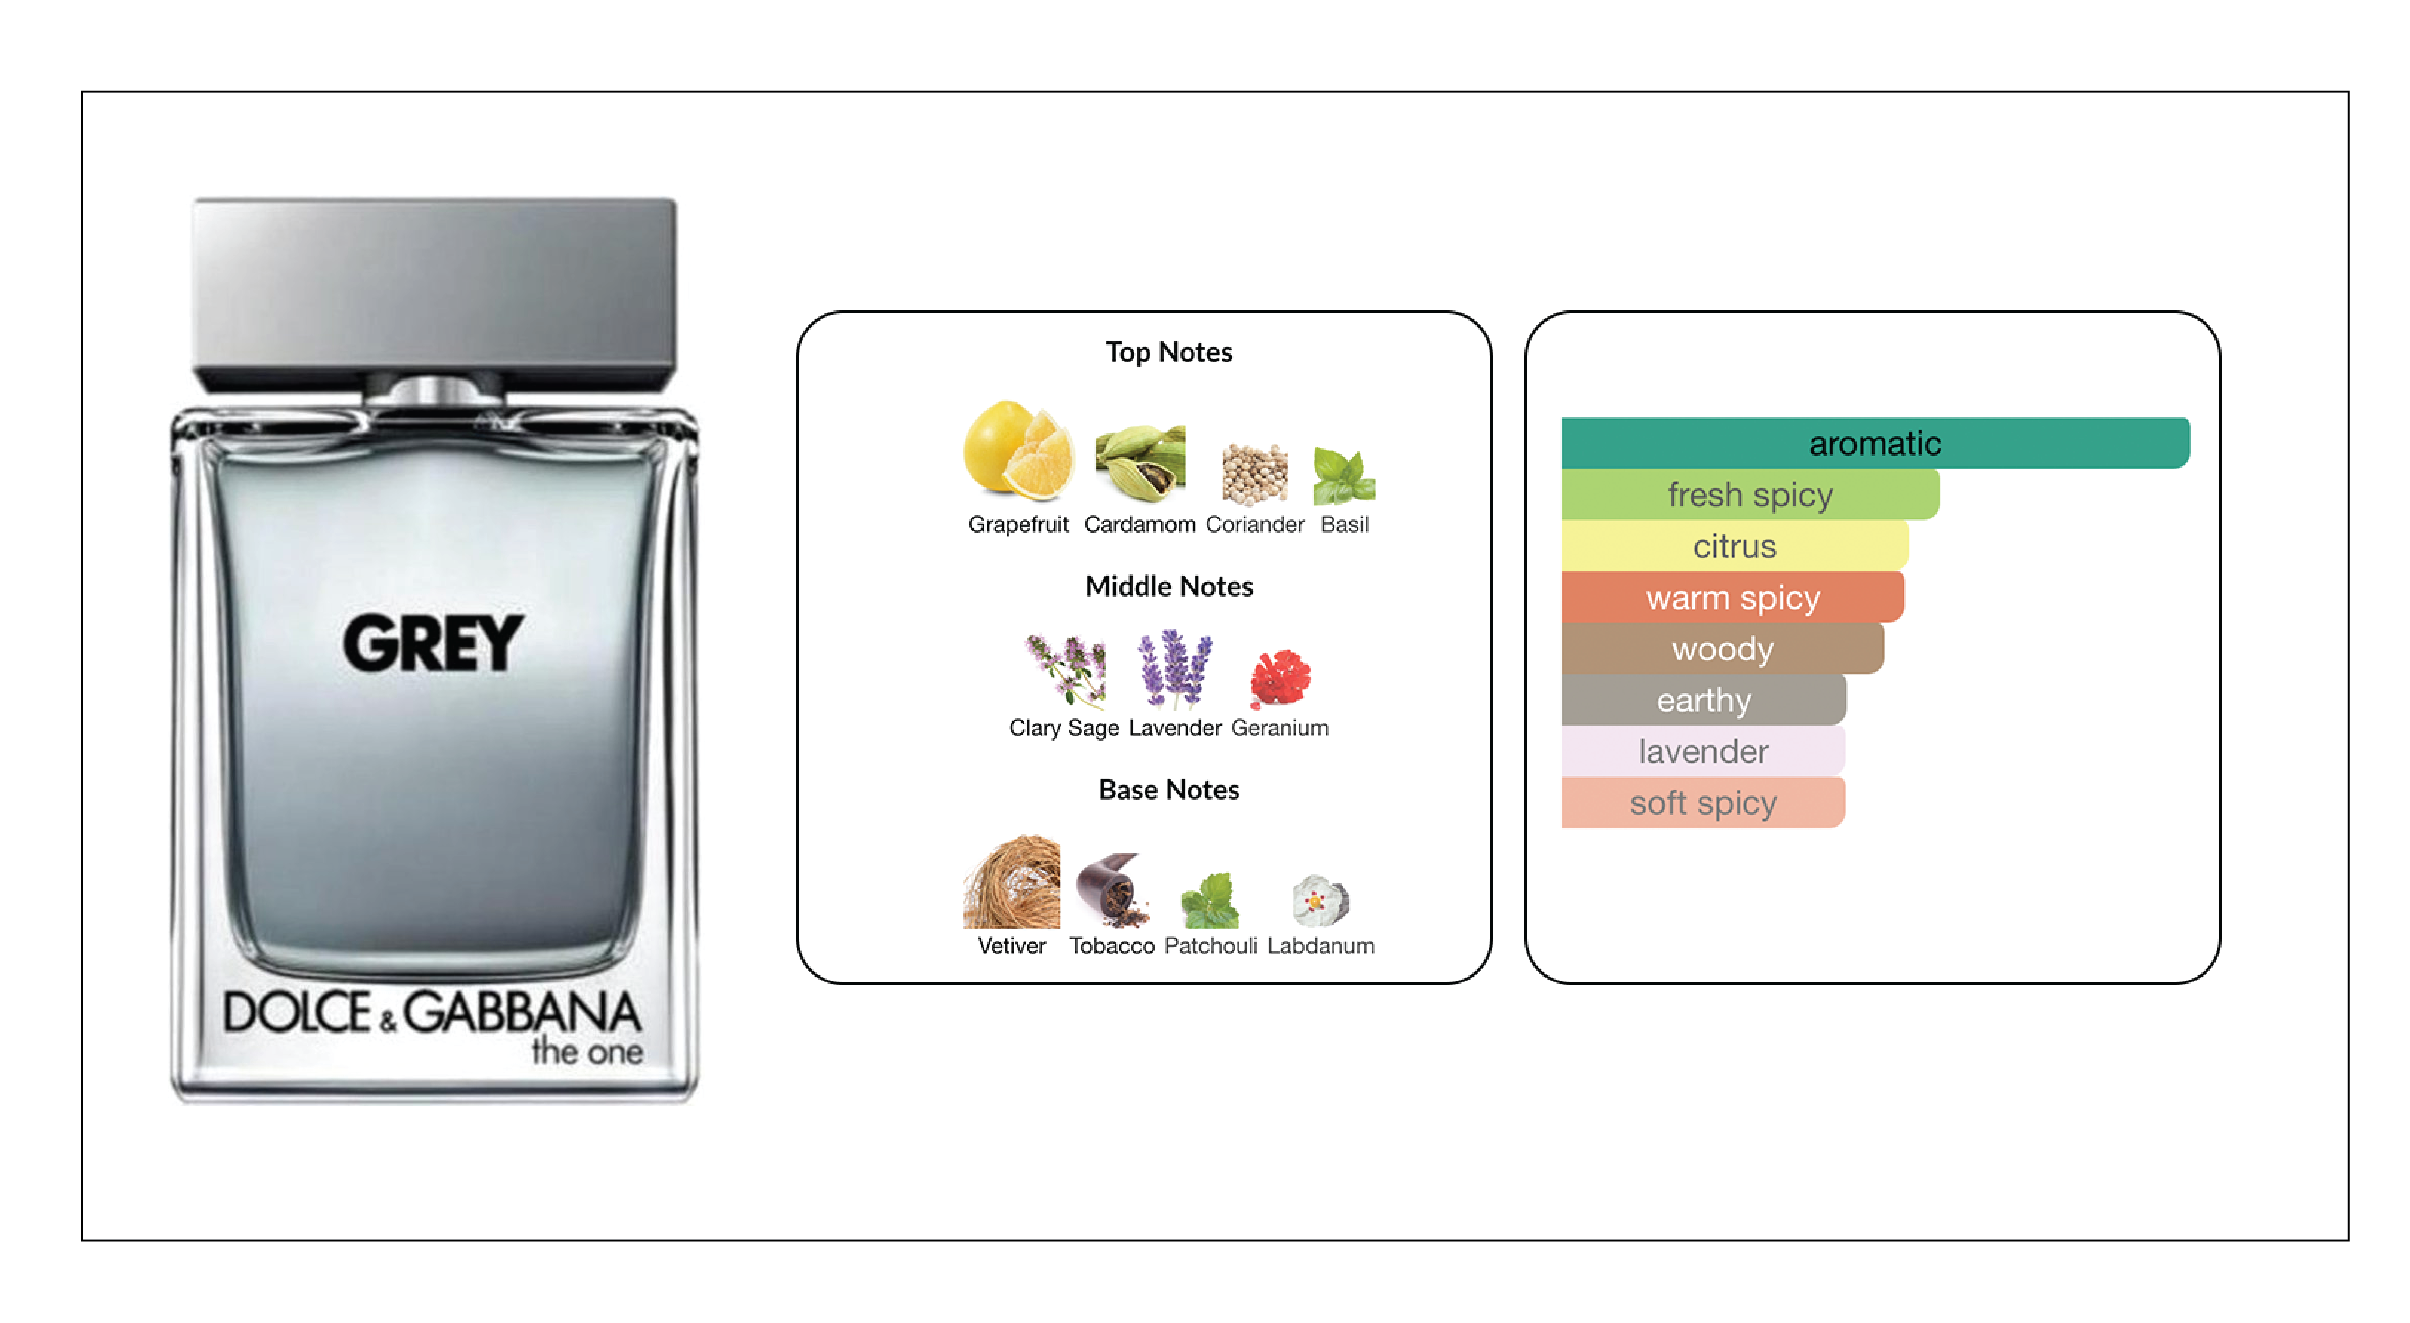 GREY
DOLCE & GABBANA
the one
Top Notes
Grapefruit Cardamom Coriander Basil
Middle Notes
Clary Sage Lavender Geranium
Base Notes
Vetiver Tobacco Patchouli Labdanum
aromatic
fresh spicy
citrus
warm spicy
woody
earthy
lavender
soft spicy